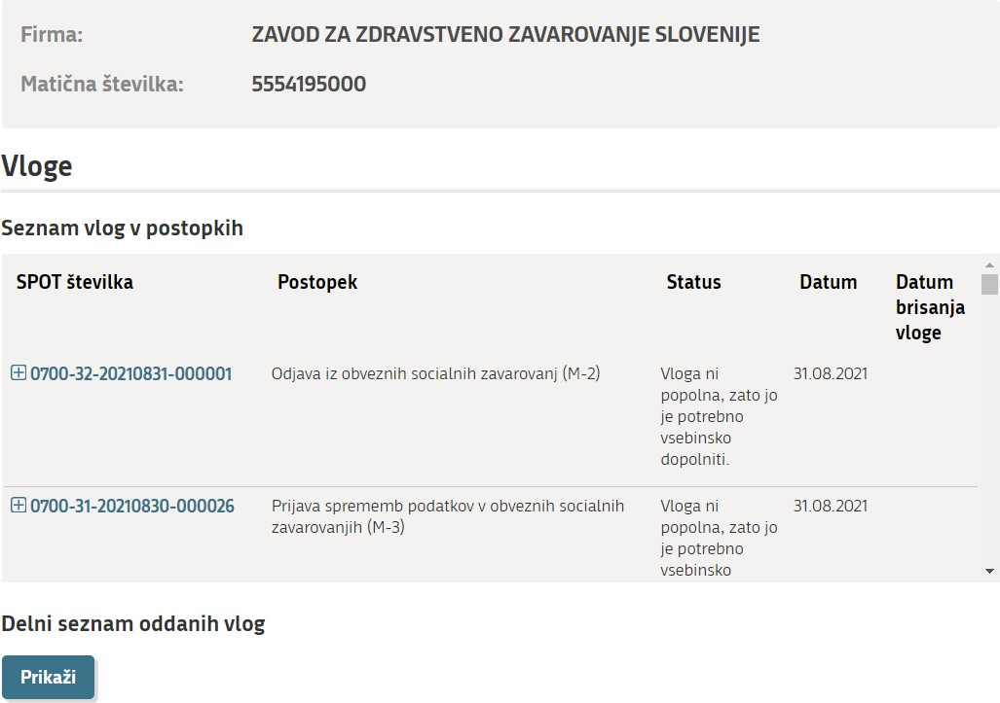 Firma: ZAVOD ZA ZDRAVSTVENO ZAVAROVANJE SLOVENIJE
Matična številka: 5554195000
Vloge
Seznam vlog v postopkih
SPOT številka Postopek Status Datum Datum
brisanja
vloge
0700-32-20210831-000001 Odjava iz obveznih socialnih zavarovanj (M-2) Vloga ni 31.08.2021
popolna, zato jo
je potrebno
vsebinsko
dopolniti.
0700-31-20210830-000026 Prijava sprememb podatkov v obveznih socialnih Vloga ni 31.08.2021
zavarovanjih (M-3) popolna, zato jo
je potrebno
vsebinsko
Delni seznam oddanih vlog
Prikaži